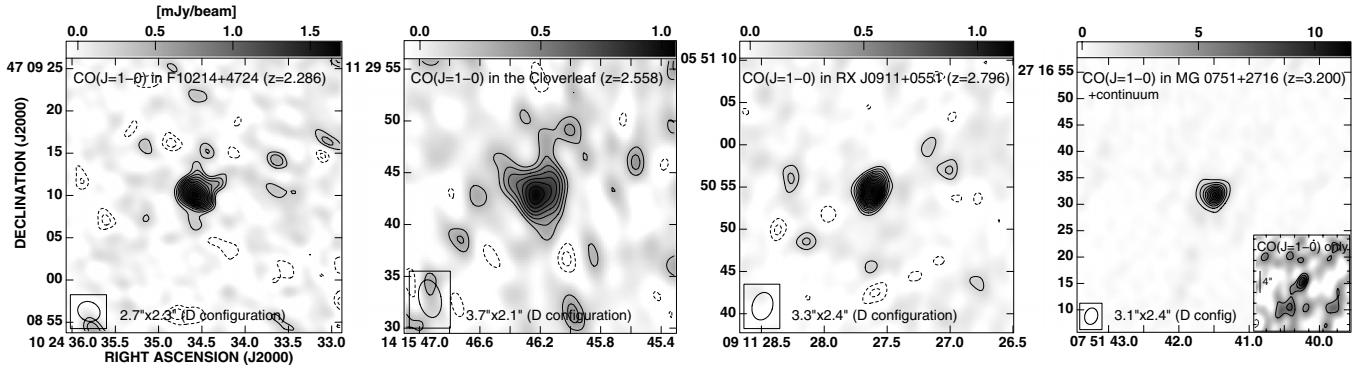 [mJy/beam]
0.0 0.5 1.0 1.5
CO(J=1–0) in F10214+4724 (z=2.286)
47 09 25
20
15
10
05
00
08 55
DECLINATION (J2000)
2.7"x2.3" (D configuration)
10 24 36.0 35.5 35.0 34.5 34.0 33.5 33.0
RIGHT ASCENSION (J2000)
0.0 0.5 1.0
CO(J=1–0) in the Cloverleaf (z=2.558)
11 29 55
50
45
40
35
30
3.7"x2.1" (D configuration)
14 15 47.0 46.6 46.2 45.8 45.4
0.0 0.5 1.0
CO(J=1–0) in RX J0911+0551 (z=2.796)
05 51 10
05
00
50 55
50
45
40
3.3"x2.4" (D configuration)
09 11 28.5 28.0 27.5 27.0 26.5
0 5 10
CO(J=1–0) in MG 0751+2716 (z=3.200)
+continuum
27 16 55
50
45
40
35
30
25
20
15
10
CO(J=1–0) only
4"
3.1"x2.4" (D config)
07 51 43.0 42.0 41.0 40.0